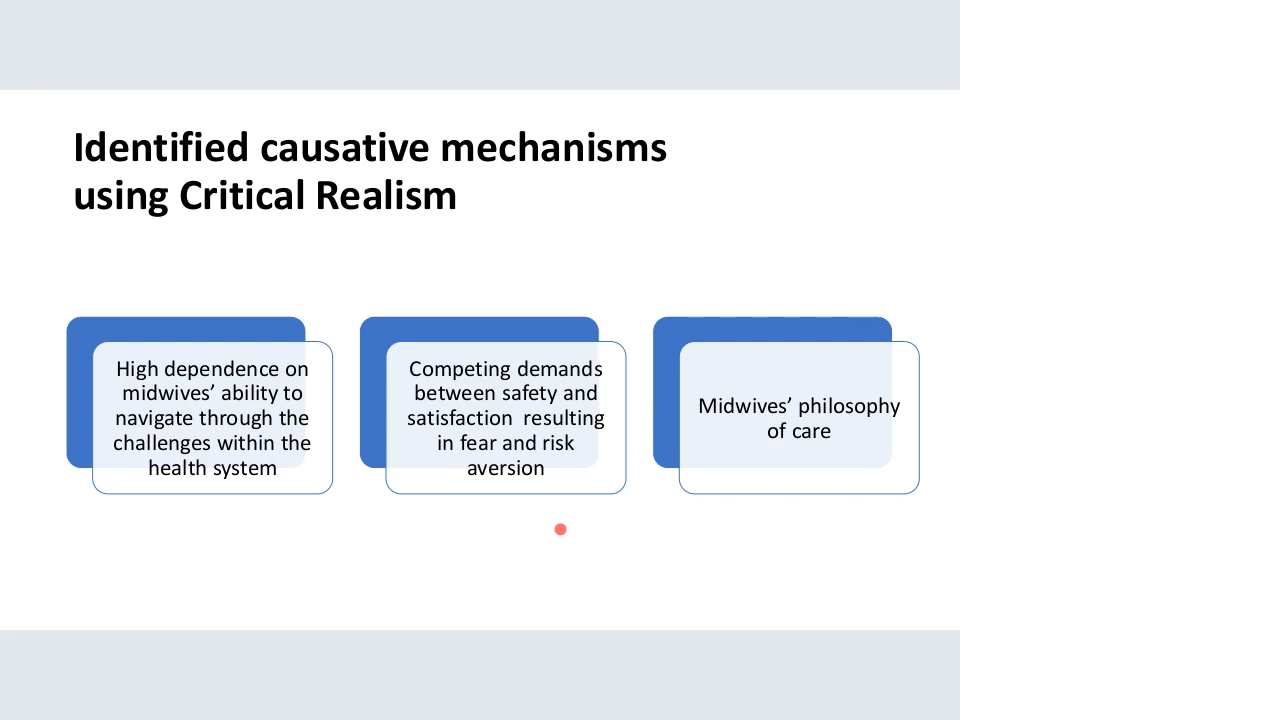 Identified causative mechanisms
using Critical Realism
High dependence on
midwives’ ability to
navigate through the
challenges within the
health system
Competing demands
between safety and
satisfaction  resulting
in fear and risk
aversion
Midwives’ philosophy
of care